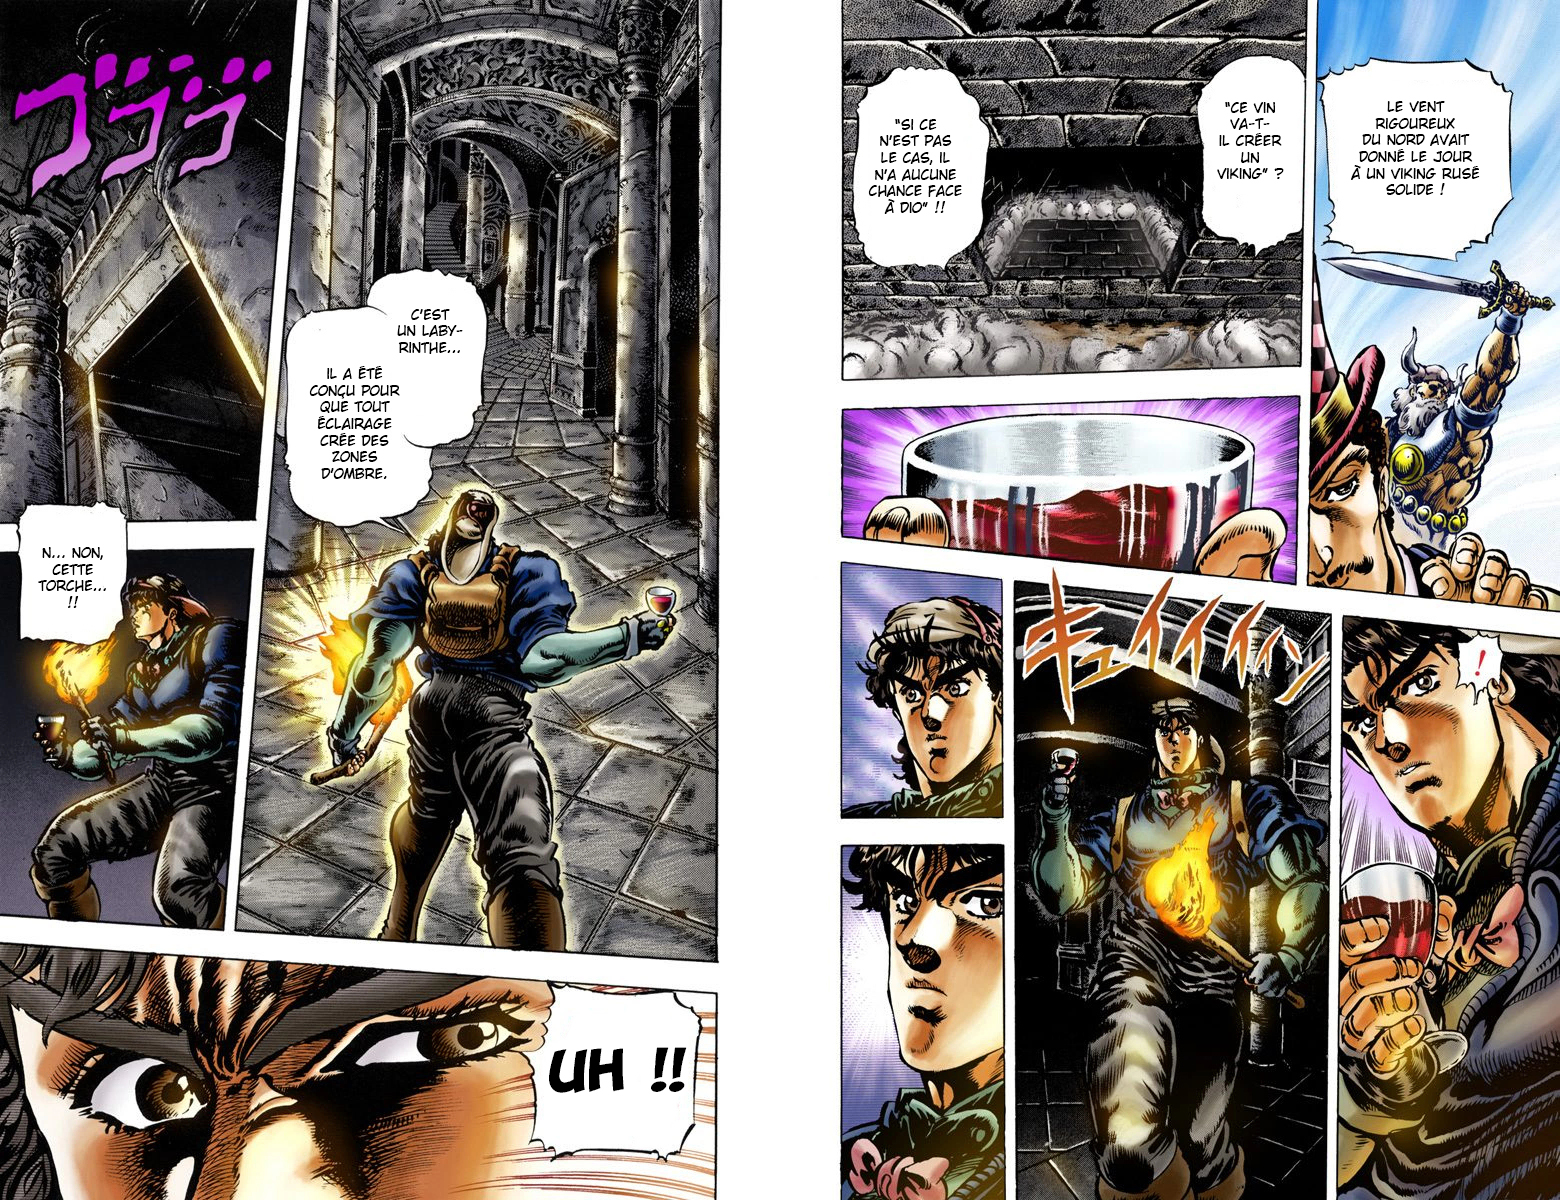 LE VENT
RIGOUREUX
DU NORD AVAIT
DONNÉ LE JOUR
À UN VIKING RUSÉ
SOLIDE !
"CE VIN
VA-T-
IL CRÉER
UN
VIKING" ?
"SI CE
N'EST PAS
LE CAS, IL
N'A AUCUNE
CHANCE FACE
À DIO" !!
!
キュイイイイン
C'EST
UN LABY-
RINTHE...
IL A ÉTÉ
CONÇU POUR
QUE TOUT
ÉCLAIRAGE
CRÉE DES
ZONES
D'OMBRE.
ゴゴゴ
N... NON,
CETTE
TORCHE...
!!
UH !!